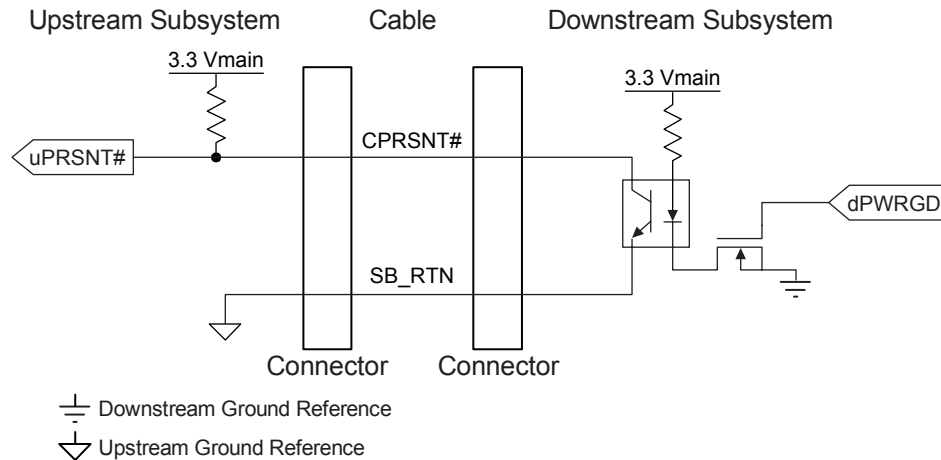 Upstream Subsystem
Cable
Downstream Subsystem
3.3 Vmain
3.3 Vmain
CPRSNT#
uPRSNT#
dPWRGD
SB_RTN
Connector
Connector
Downstream Ground Reference
Upstream Ground Reference